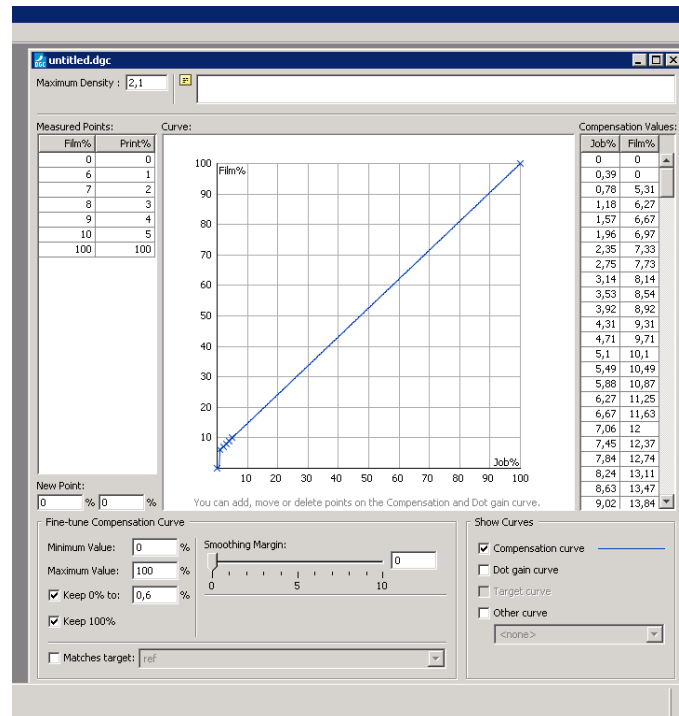 untitled.dgc
Maximum Density : 2,1
Measured Points:
Film% Print%
0 0
6 1
7 2
8 3
9 4
10 5
100 100
New Point:
0 % 0 %
Curve:
Film%
100
90
80
70
60
50
40
30
20
10
Job%
10 20 30 40 50 60 70 80 90 100
You can add, move or delete points on the Compensation and Dot gain curve.
Compensation Values:
Job% Film%
0 0
0,39 0
0,78 5,31
1,18 6,27
1,57 6,67
1,96 6,97
2,35 7,33
2,75 7,73
3,14 8,14
3,53 8,54
3,92 8,92
4,31 9,31
4,71 9,71
5,1 10,1
5,49 10,49
5,88 10,87
6,27 11,25
6,67 11,63
7,06 12
7,45 12,37
7,84 12,74
8,24 13,11
8,63 13,47
9,02 13,84
Fine-tune Compensation Curve
Minimum Value: 0 %
Maximum Value: 100 %
Keep 0% to: 0,6 %
Keep 100%
Smoothing Margin:
0
0 5 10
Matches target: ref
Show Curves
Compensation curve
Dot gain curve
Target curve
Other curve
<none>